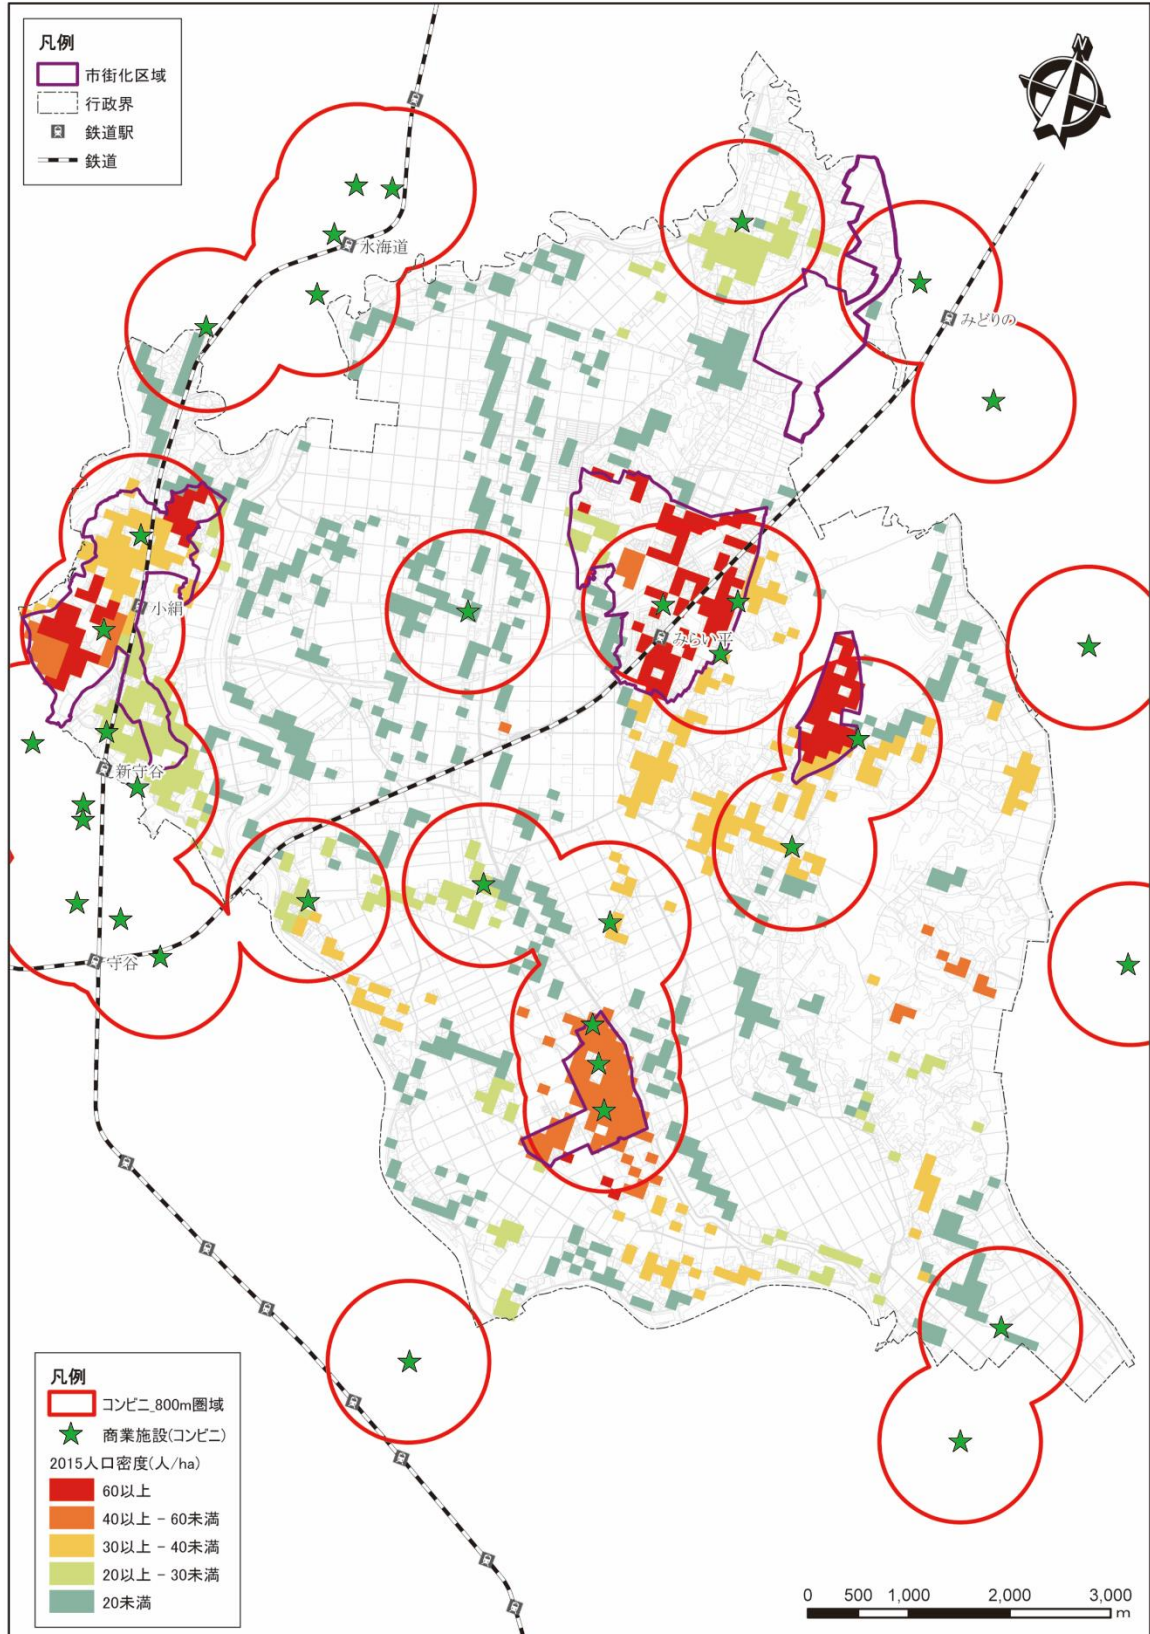 凡例
市街化区域
行政界
鉄道駅
鉄道
N
水海道
みどりの
小絹
みらい平
新守谷
守谷
凡例
コンビニ_800m圏域
商業施設(コンビニ)
2015人口密度(人/ha)
60以上
40以上 - 60未満
30以上 - 40未満
20以上 - 30未満
20未満
0 500 1,000 2,000 3,000
m